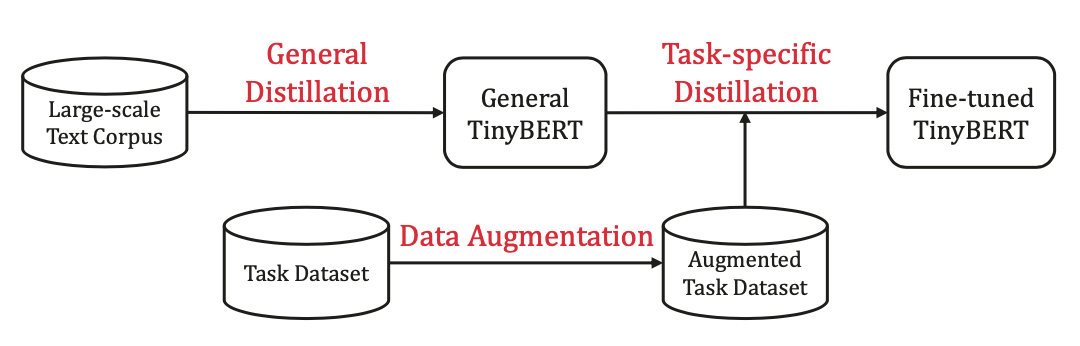 General
Distillation
Task-specific
Distillation
Large-scale
Text Corpus
General
TinyBERT
Fine-tuned
TinyBERT
Data Augmentation
Task Dataset
Augmented
Task Dataset